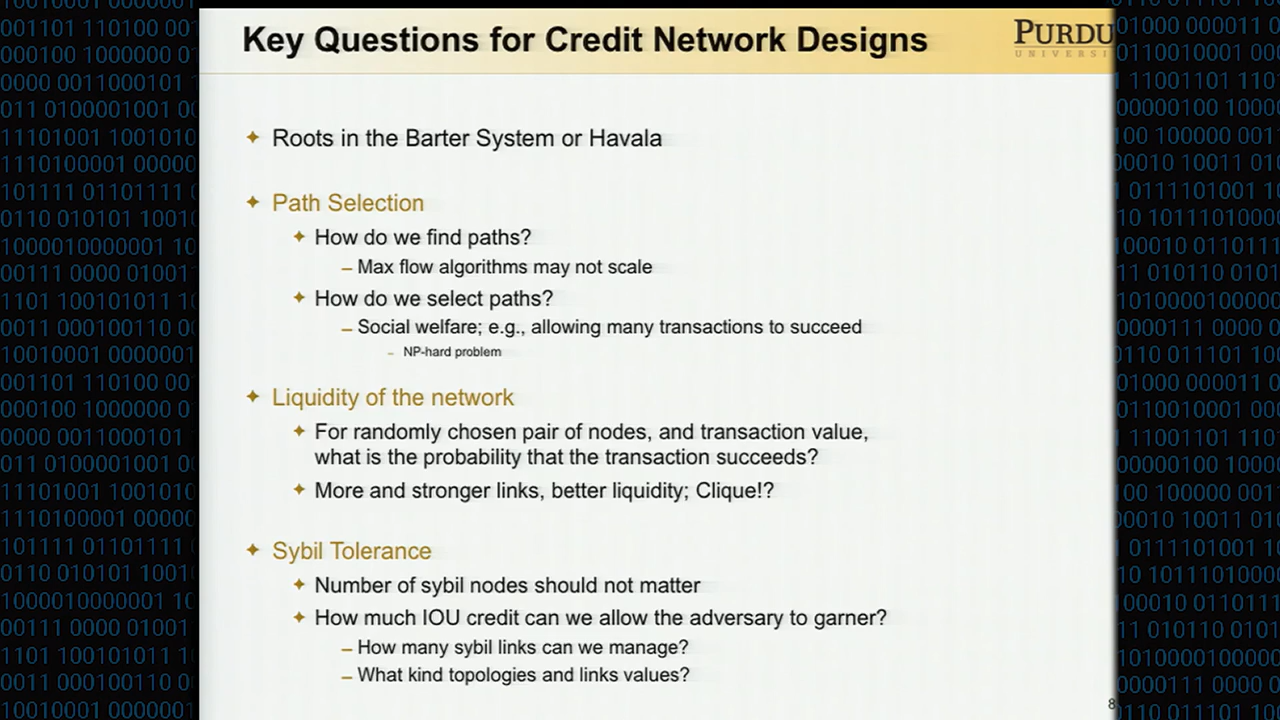 Key Questions for Credit Network Designs
PURDU
UNIVERSI
Roots in the Barter System or Havala
Path Selection
How do we find paths?
– Max flow algorithms may not scale
How do we select paths?
– Social welfare; e.g., allowing many transactions to succeed
– NP-hard problem
Liquidity of the network
For randomly chosen pair of nodes, and transaction value,
what is the probability that the transaction succeeds?
More and stronger links, better liquidity; Clique!?
Sybil Tolerance
Number of sybil nodes should not matter
How much IOU credit can we allow the adversary to garner?
– How many sybil links can we manage?
– What kind topologies and links values?
8